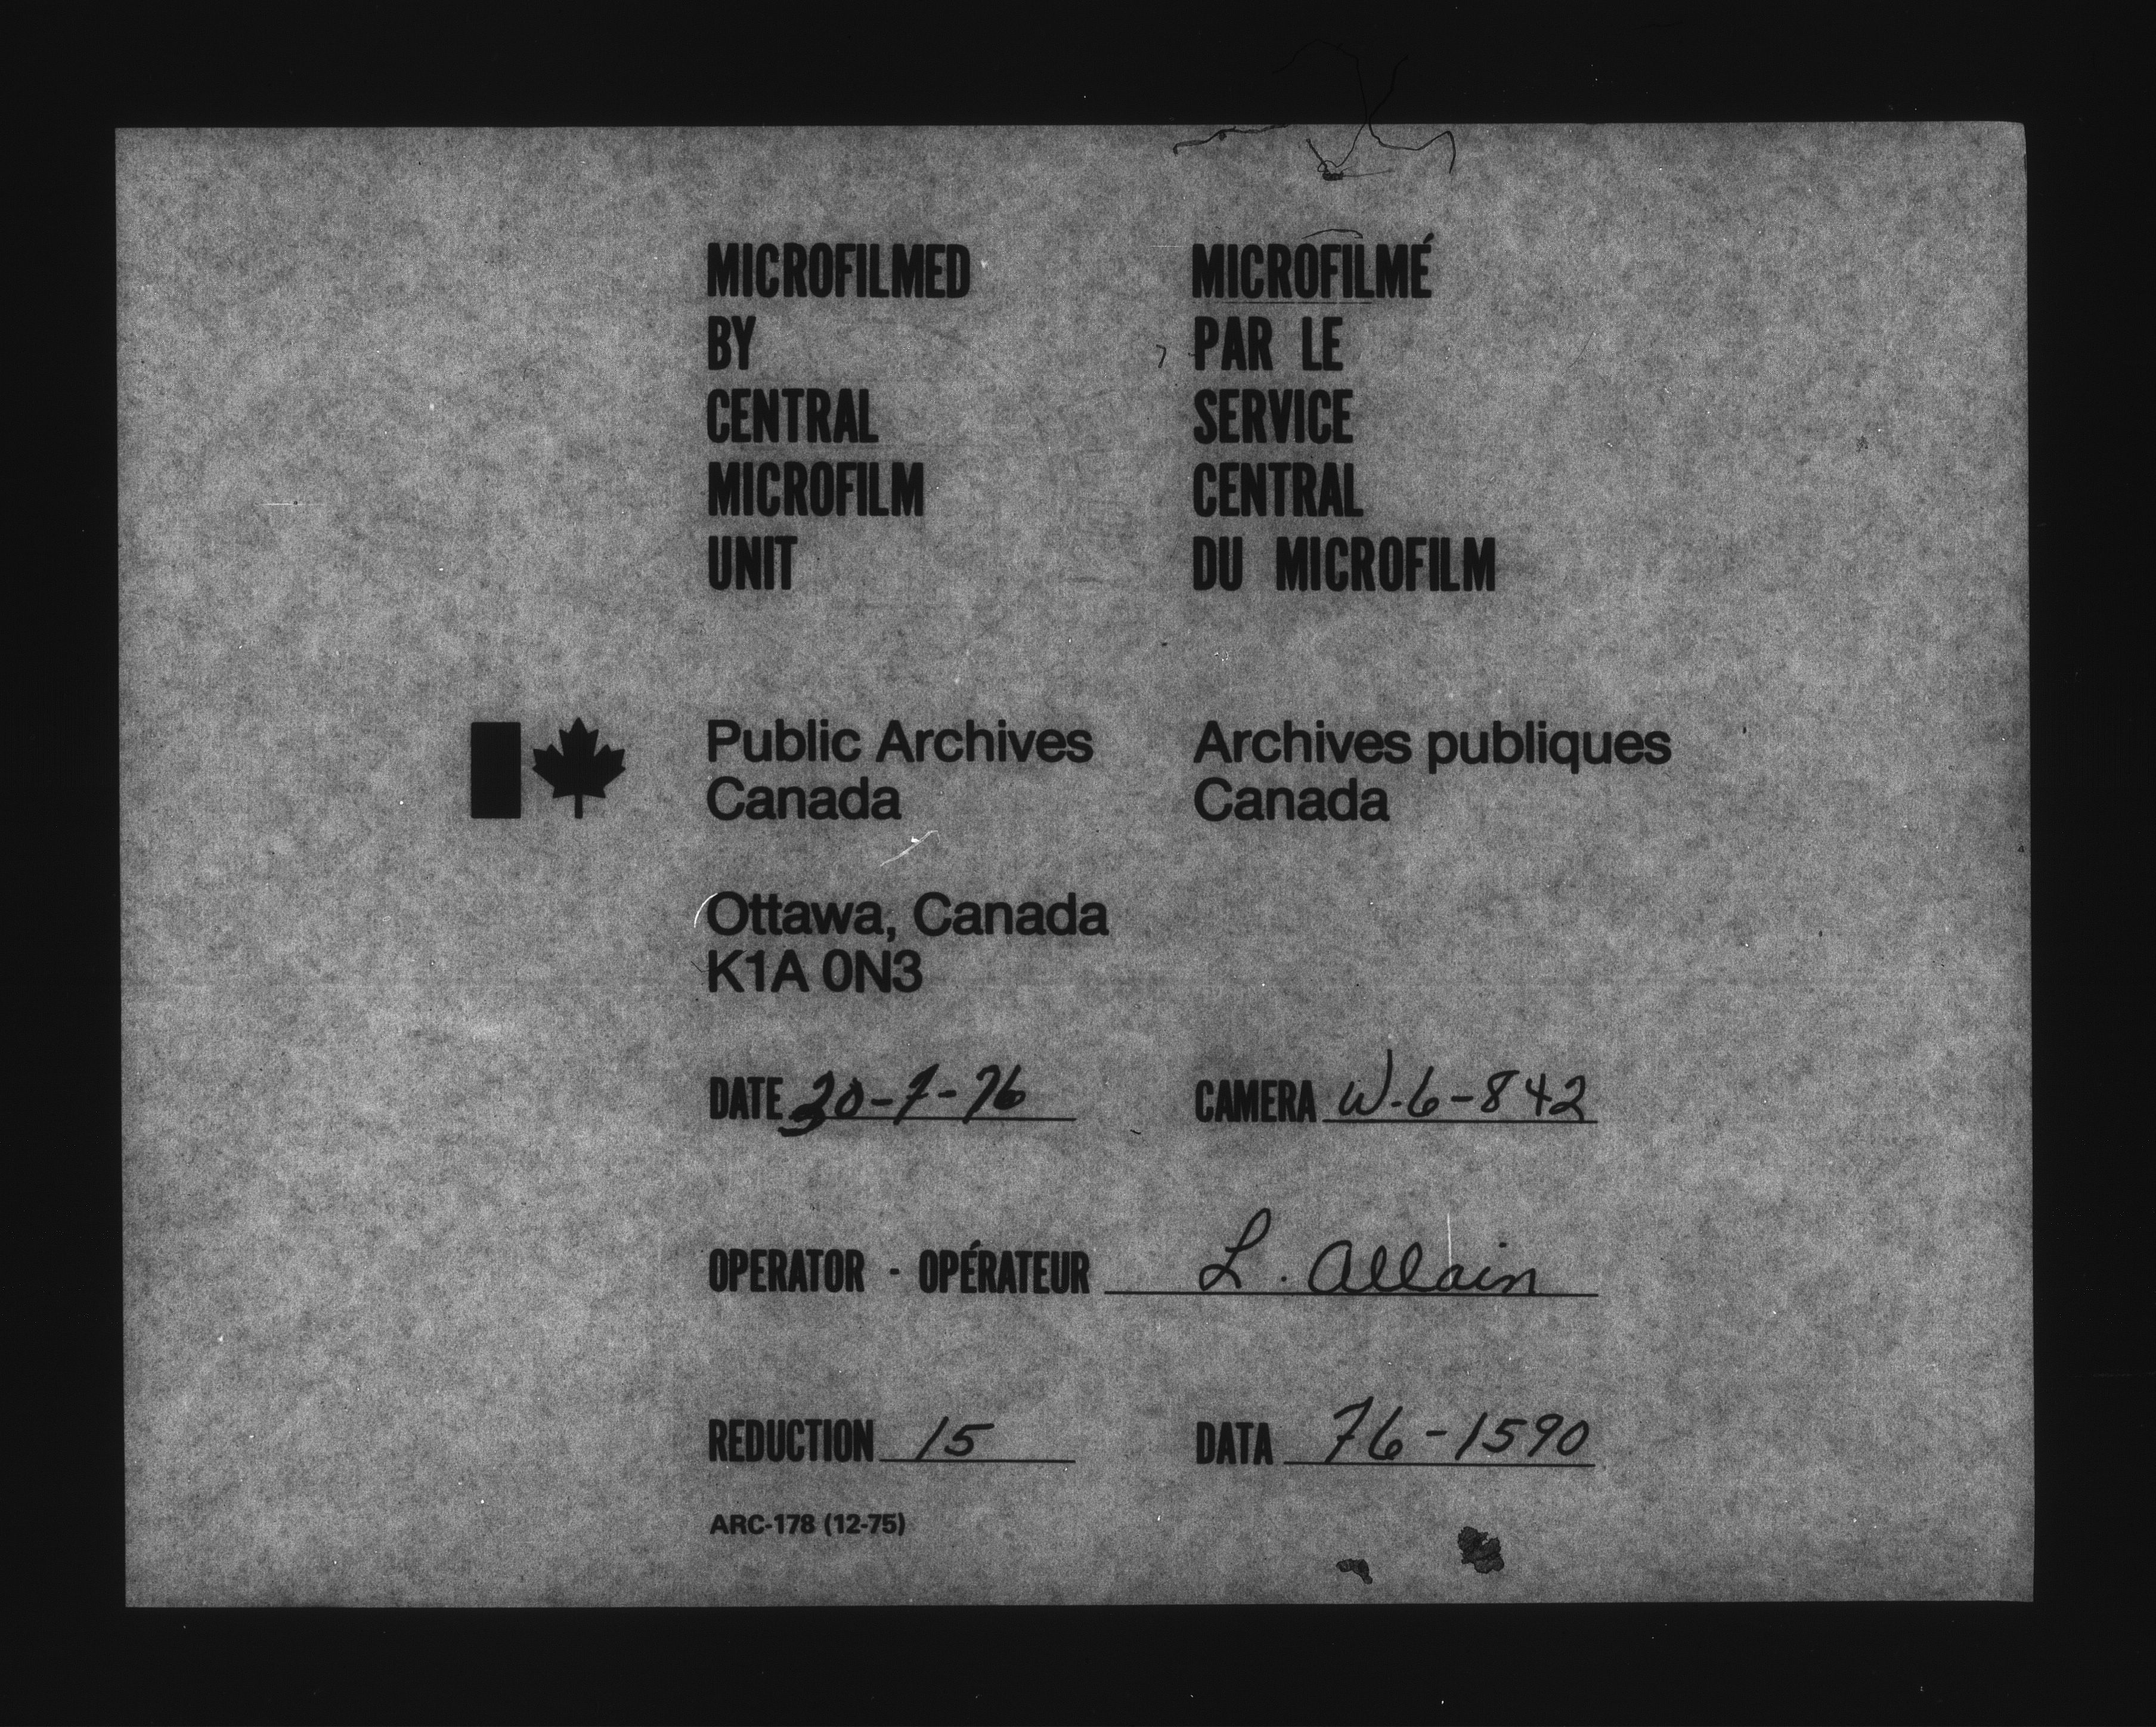 MICROFILMED
BY
CENTRAL
MICROFILM
UNIT
MICROFILMÉ
PAR LE
SERVICE
CENTRAL
DU MICROFILM
Public Archives
Canada
Archives publiques
Canada
Ottawa, Canada
K1A 0N3
DATE 20-7-76
CAMERA W-6-842
OPERATOR - OPÉRATEUR L. Allain
REDUCTION 15
DATA 76-1590
ARC-178 (12-75)